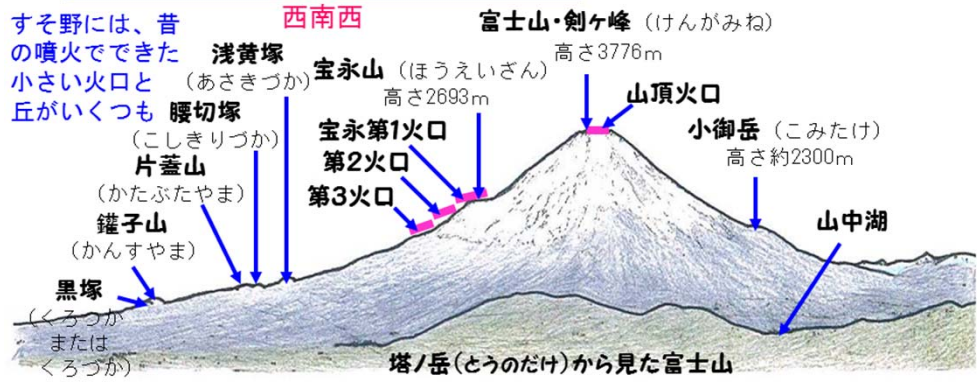 すそ野には、昔
の噴火でできた
小さい火口と
丘がいくつも
西南西
富士山・剣ヶ峰（けんがみね）
高さ3776m
浅黄塚
（あさきづか）
宝永山（ほうえいざん）
高さ2693m
山頂火口
腰切塚
（こしきりづか）
宝永第1火口
小御岳（こみたけ）
高さ約2300m
片蓋山
（かたぶたやま）
第2火口
第3火口
鑵子山
（かんすやま）
山中湖
黒塚
（くろつか
または
くろづか）
塔ノ岳（とうのだけ）から見た富士山